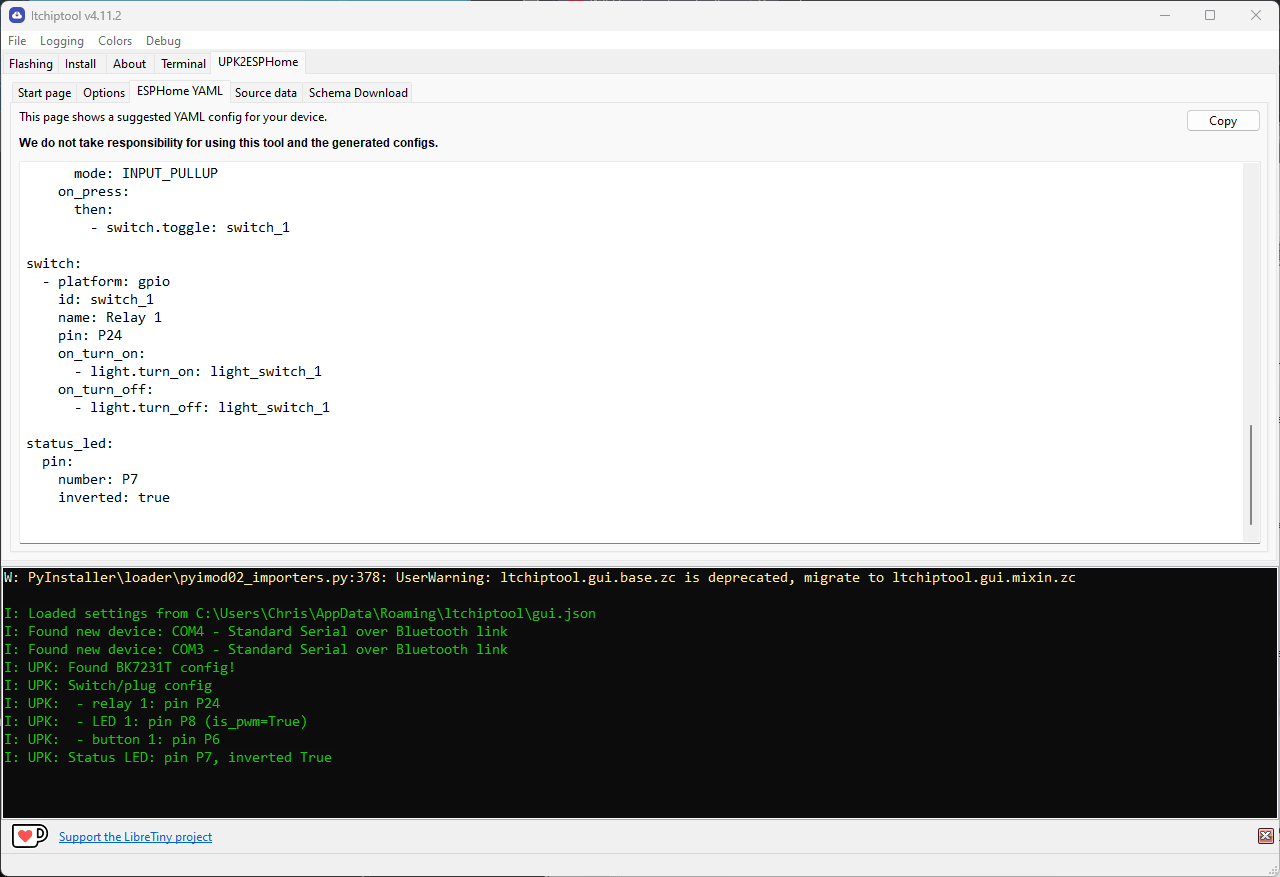 ltchiptool v4.11.2
File Logging Colors Debug
Flashing Install About Terminal UPK2ESPHome
Start page Options ESPHome YAML Source data Schema Download
This page shows a suggested YAML config for your device.
Copy
We do not take responsibility for using this tool and the generated configs.
      mode: INPUT_PULLUP
    on_press:
      then:
        - switch.toggle: switch_1
switch:
  - platform: gpio
    id: switch_1
    name: Relay 1
    pin: P24
    on_turn_on:
      - light.turn_on: light_switch_1
    on_turn_off:
      - light.turn_off: light_switch_1
status_led:
  pin:
    number: P7
    inverted: true
W: PyInstaller\loader\pyimod02_importers.py:378: UserWarning: ltchiptool.gui.base.zc is deprecated, migrate to ltchiptool.gui.mixin.zc
I: Loaded settings from C:\Users\Chris\AppData\Roaming\ltchiptool\gui.json
I: Found new device: COM4 - Standard Serial over Bluetooth link
I: Found new device: COM3 - Standard Serial over Bluetooth link
I: UPK: Found BK7231T config!
I: UPK: Switch/plug config
I: UPK:  - relay 1: pin P24
I: UPK:  - LED 1: pin P8 (is_pwm=True)
I: UPK:  - button 1: pin P6
I: UPK: Status LED: pin P7, inverted True
Support the LibreTiny project